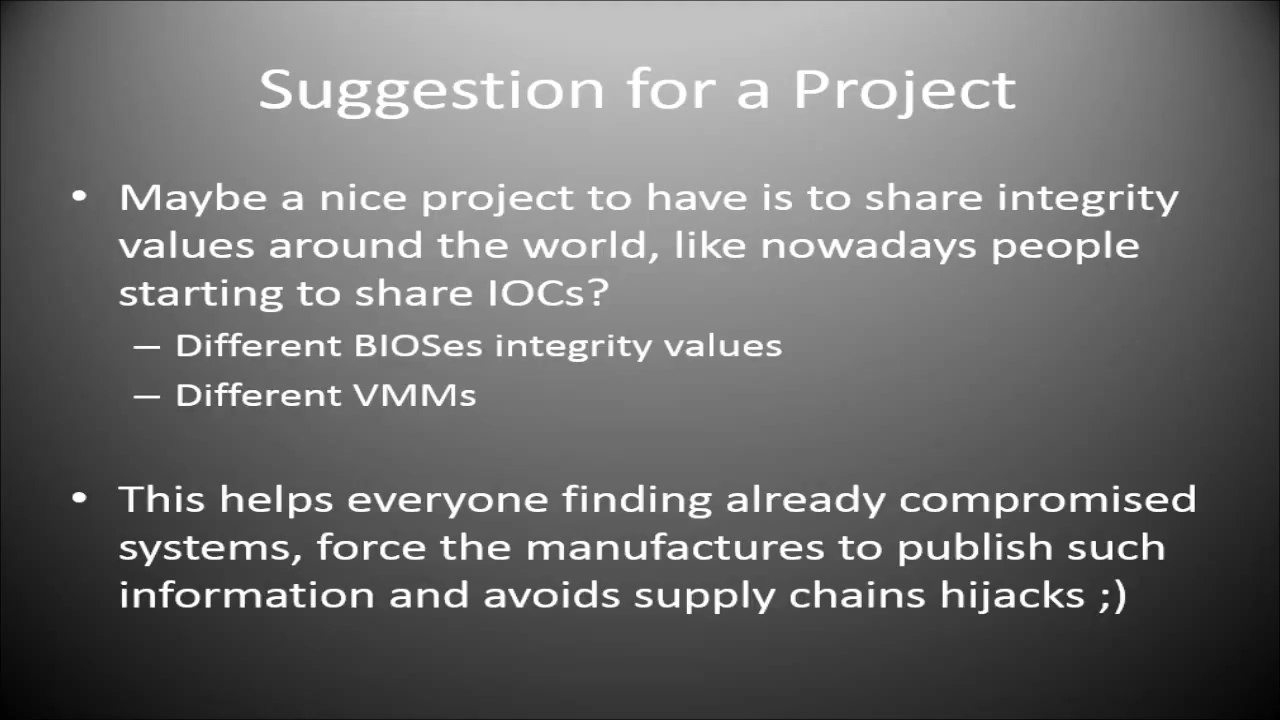 Suggestion for a Project
• Maybe a nice project to have is to share integrity
values around the world, like nowadays people
starting to share IOCs?
– Different BIOSes integrity values
– Different VMMs
• This helps everyone finding already compromised
systems, force the manufactures to publish such
information and avoids supply chains hijacks ;)